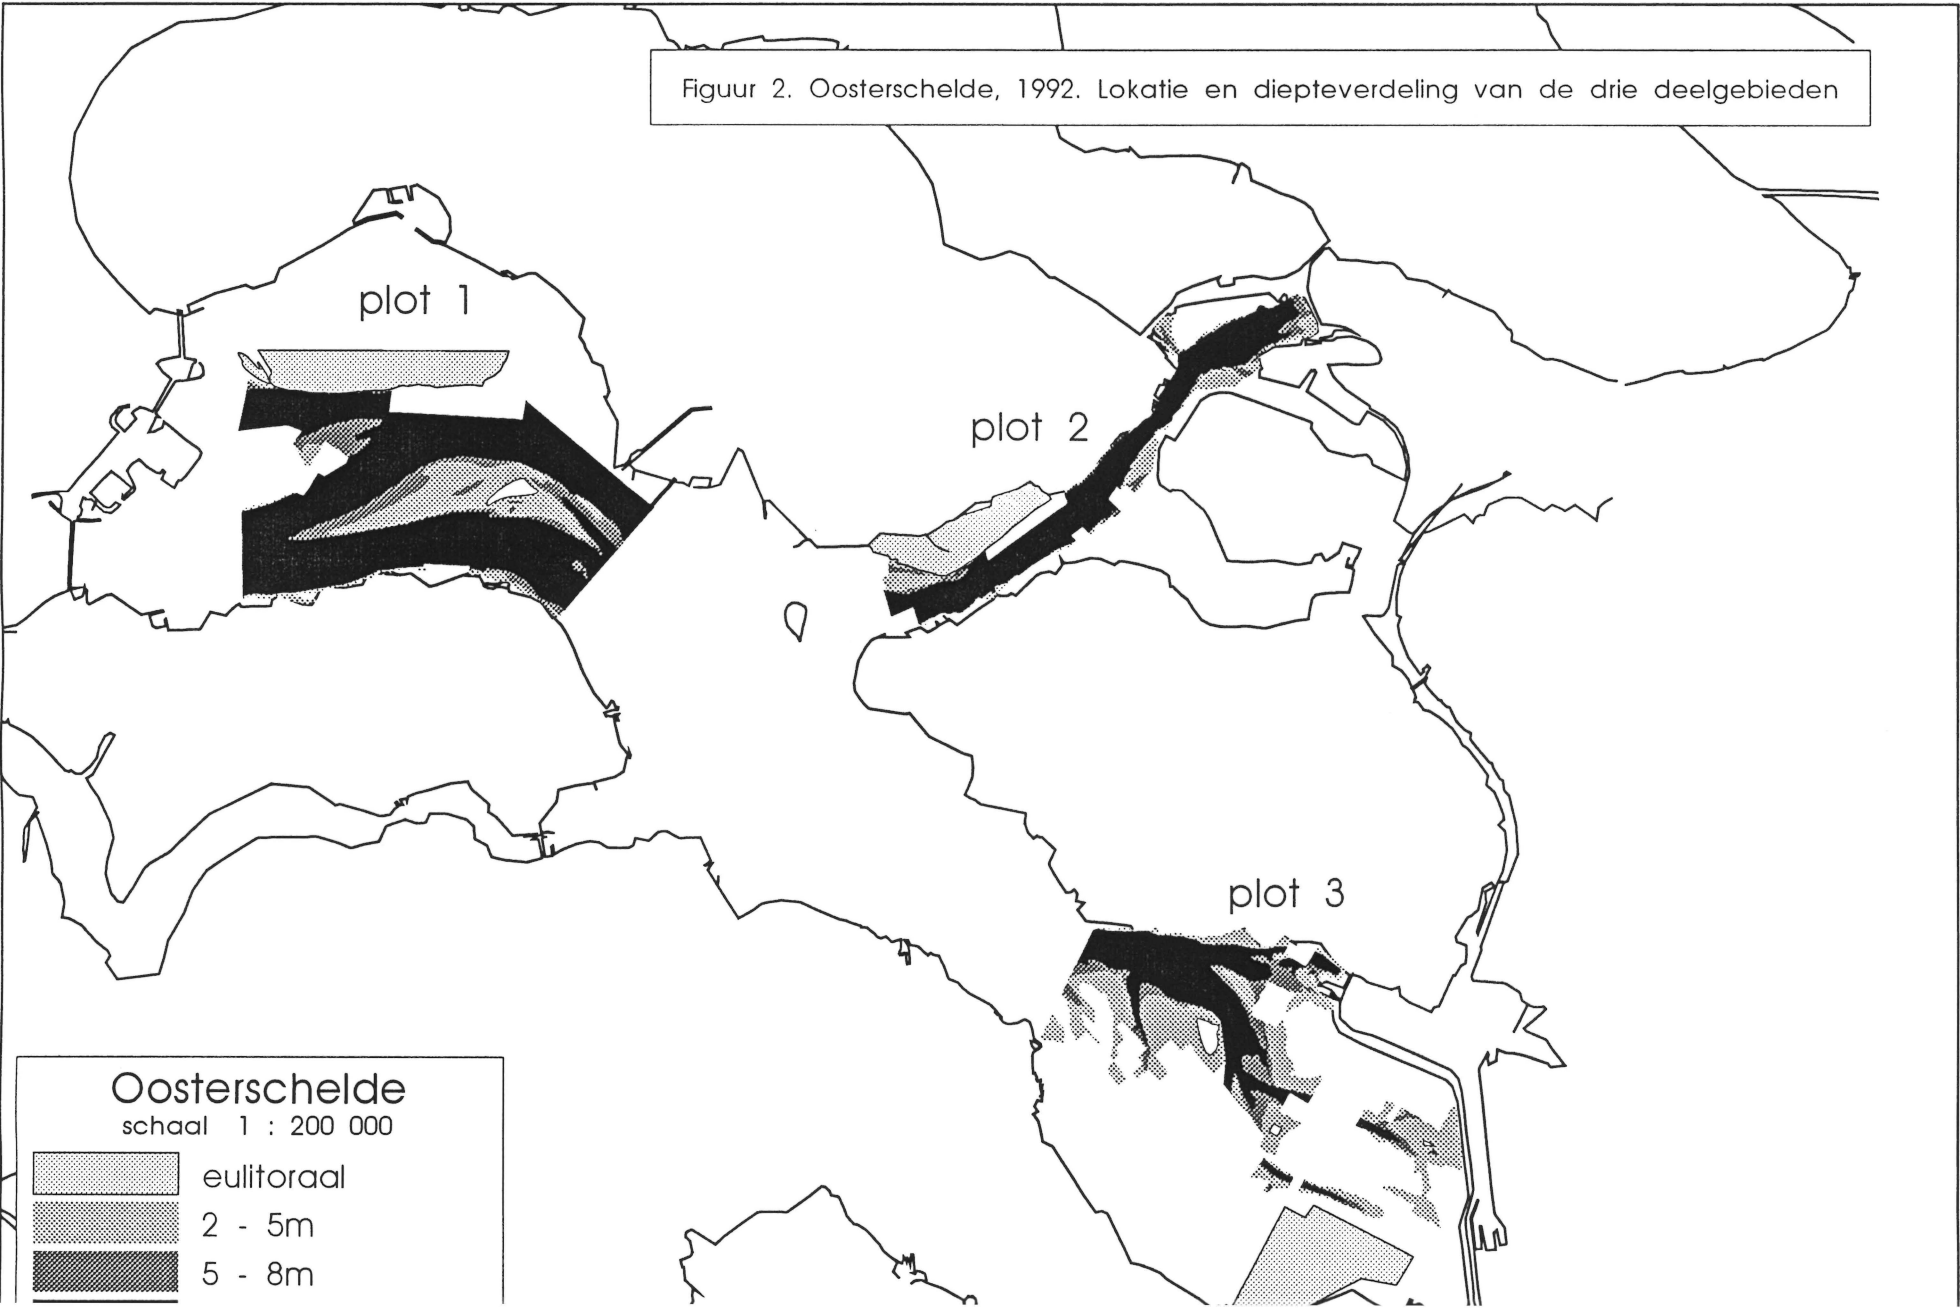 Figuur 2. Oosterschelde, 1992. Lokatie en diepteverdeling van de drie deelgebieden
plot 1
plot 2
plot 3
Oosterschelde
schaal 1 : 200 000
eulitoraal
2 - 5m
5 - 8m